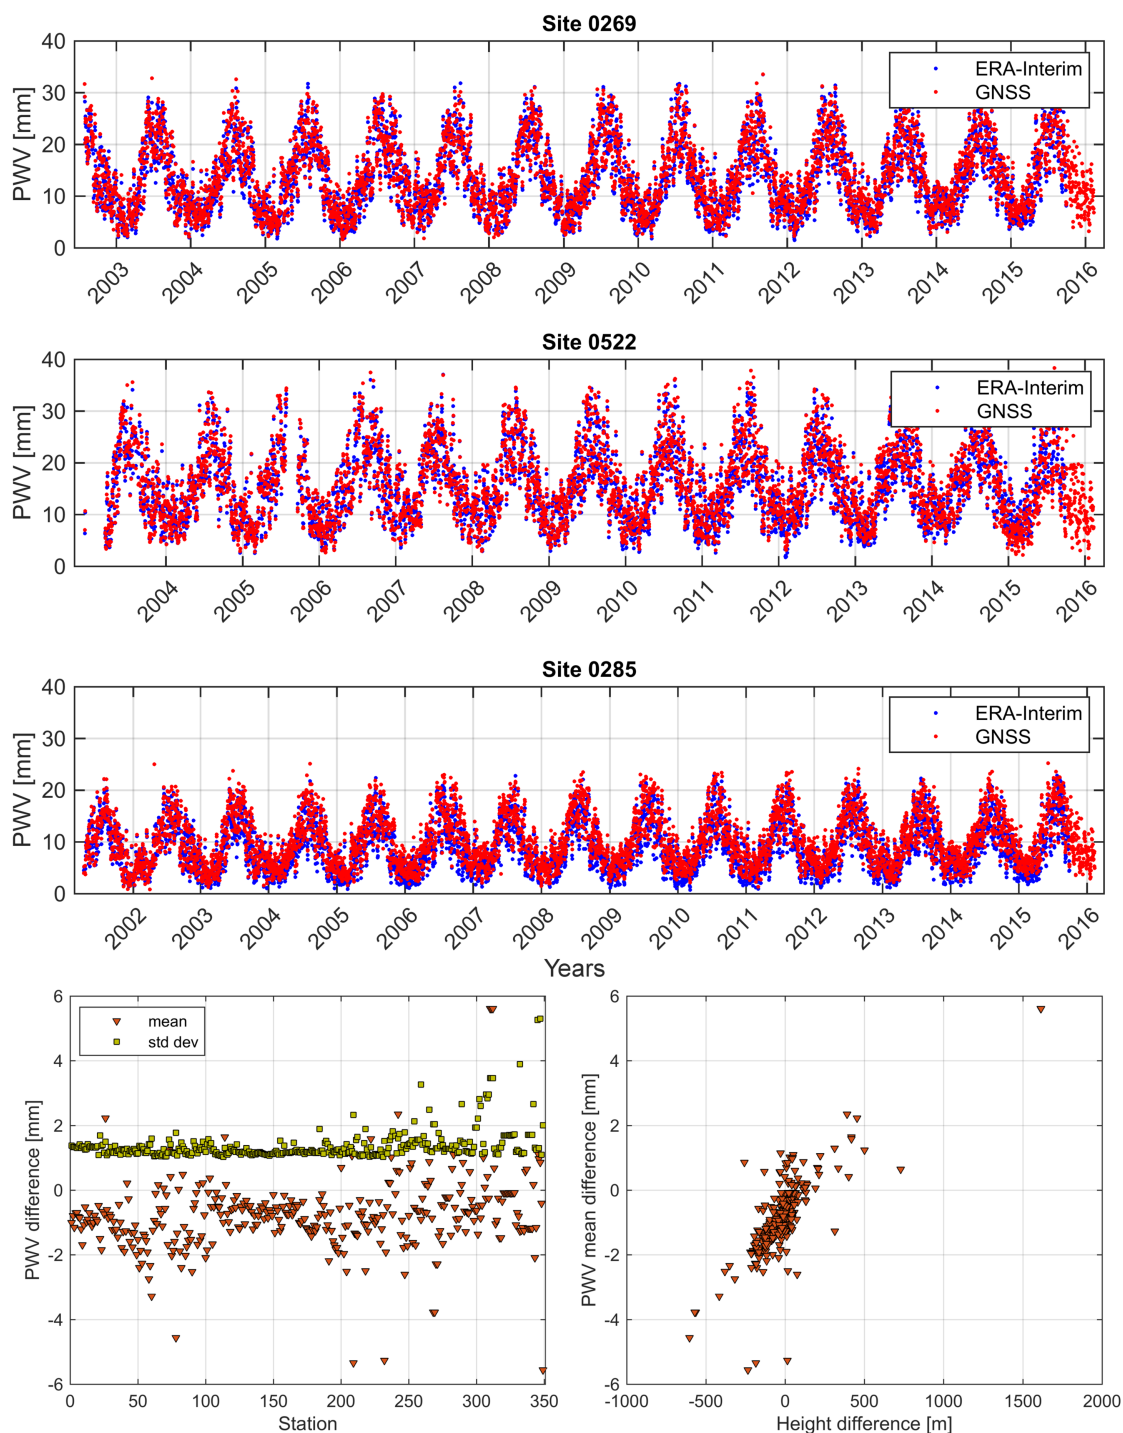 Site 0269
PWV [mm]
40
30
20
10
0
ERA-Interim
GNSS
2003 2004 2005 2006 2007 2008 2009 2010 2011 2012 2013 2014 2015 2016
Site 0522
PWV [mm]
40
30
20
10
0
ERA-Interim
GNSS
2004 2005 2006 2007 2008 2009 2010 2011 2012 2013 2014 2015 2016
Site 0285
PWV [mm]
40
30
20
10
0
ERA-Interim
GNSS
2002 2003 2004 2005 2006 2007 2008 2009 2010 2011 2012 2013 2014 2015 2016
Years
PWV difference [mm]
6
4
2
0
-2
-4
-6
mean
std dev
0 50 100 150 200 250 300 350
Station
PWV mean difference [mm]
6
4
2
0
-2
-4
-6
-1000 -500 0 500 1000 1500 2000
Height difference [m]